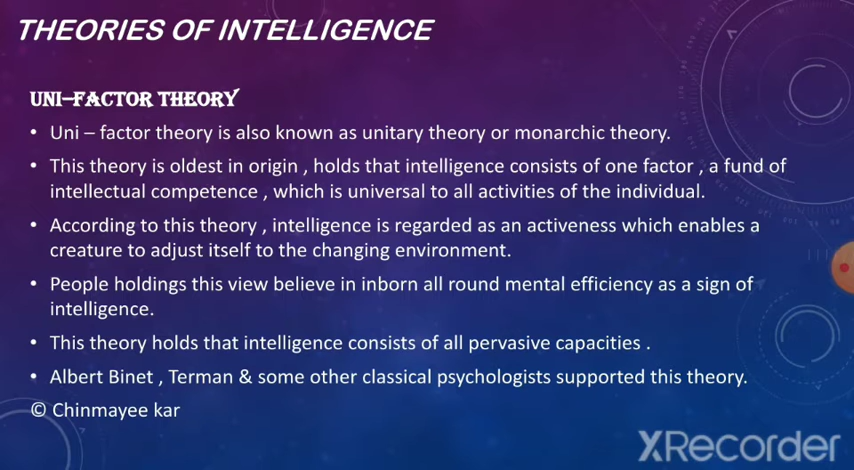 THEORIES OF INTELLIGENCE
UNI-FACTOR THEORY
• Uni – factor theory is also known as unitary theory or monarchic theory.
• This theory is oldest in origin , holds that intelligence consists of one factor , a fund of
intellectual competence , which is universal to all activities of the individual.
• According to this theory , intelligence is regarded as an activeness which enables a
creature to adjust itself to the changing environment.
• People holdings this view believe in inborn all round mental efficiency as a sign of
intelligence.
• This theory holds that intelligence consists of all pervasive capacities .
• Albert Binet , Terman & some other classical psychologists supported this theory.
© Chinmayee kar
XRecorder